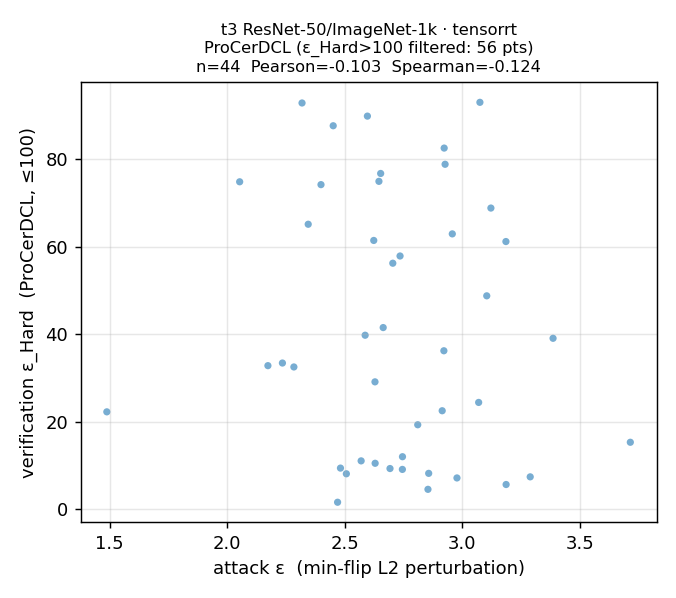 t3 ResNet-50/ImageNet-1k · tensorrt
ProCerDCL (ε_Hard>100 filtered: 56 pts)
n=44  Pearson=-0.103  Spearman=-0.124
verification ε_Hard  (ProCerDCL, ≤100)
80
60
40
20
0
1.5
2.0
2.5
3.0
3.5
attack ε  (min-flip L2 perturbation)